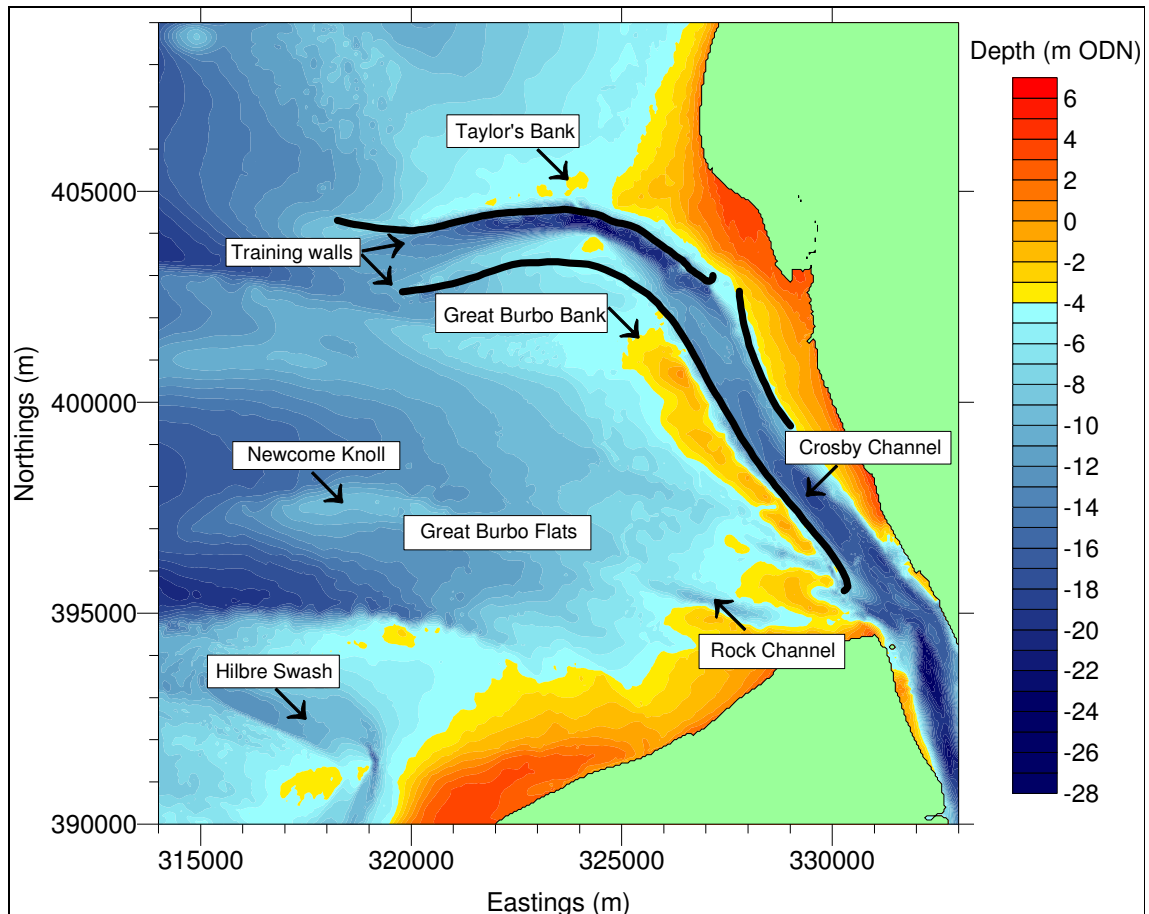 Depth (m ODN)
6
4
2
0
-2
-4
-6
-8
-10
-12
-14
-16
-18
-20
-22
-24
-26
-28
Taylor's Bank
Training walls
Great Burbo Bank
Crosby Channel
Newcome Knoll
Great Burbo Flats
Rock Channel
Hilbre Swash
Northings (m)
405000
400000
395000
390000
315000
320000
325000
330000
Eastings (m)